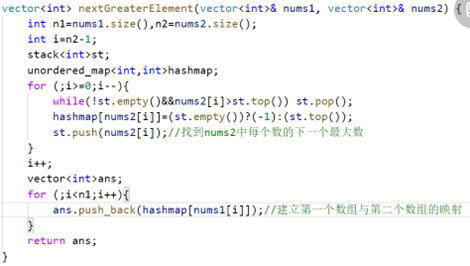 vector<int> nextGreaterElement(vector<int>& nums1, vector<int>& nums2) {
    int n1=nums1.size(),n2=nums2.size();
    int i=n2-1;
    stack<int>st;
    unordered_map<int,int>hashmap;
    for (;i>=0;i--){
        while(!st.empty()&&nums2[i]>st.top()) st.pop();
        hashmap[nums2[i]]=(st.empty())?(-1):(st.top());
        st.push(nums2[i]);//找到nums2中每个数的下一个最大数
    }
    i++;
    vector<int>ans;
    for (;i<n1;i++){
        ans.push_back(hashmap[nums1[i]]);//建立第一个数组与第二个数组的映射
    }
    return ans;
}